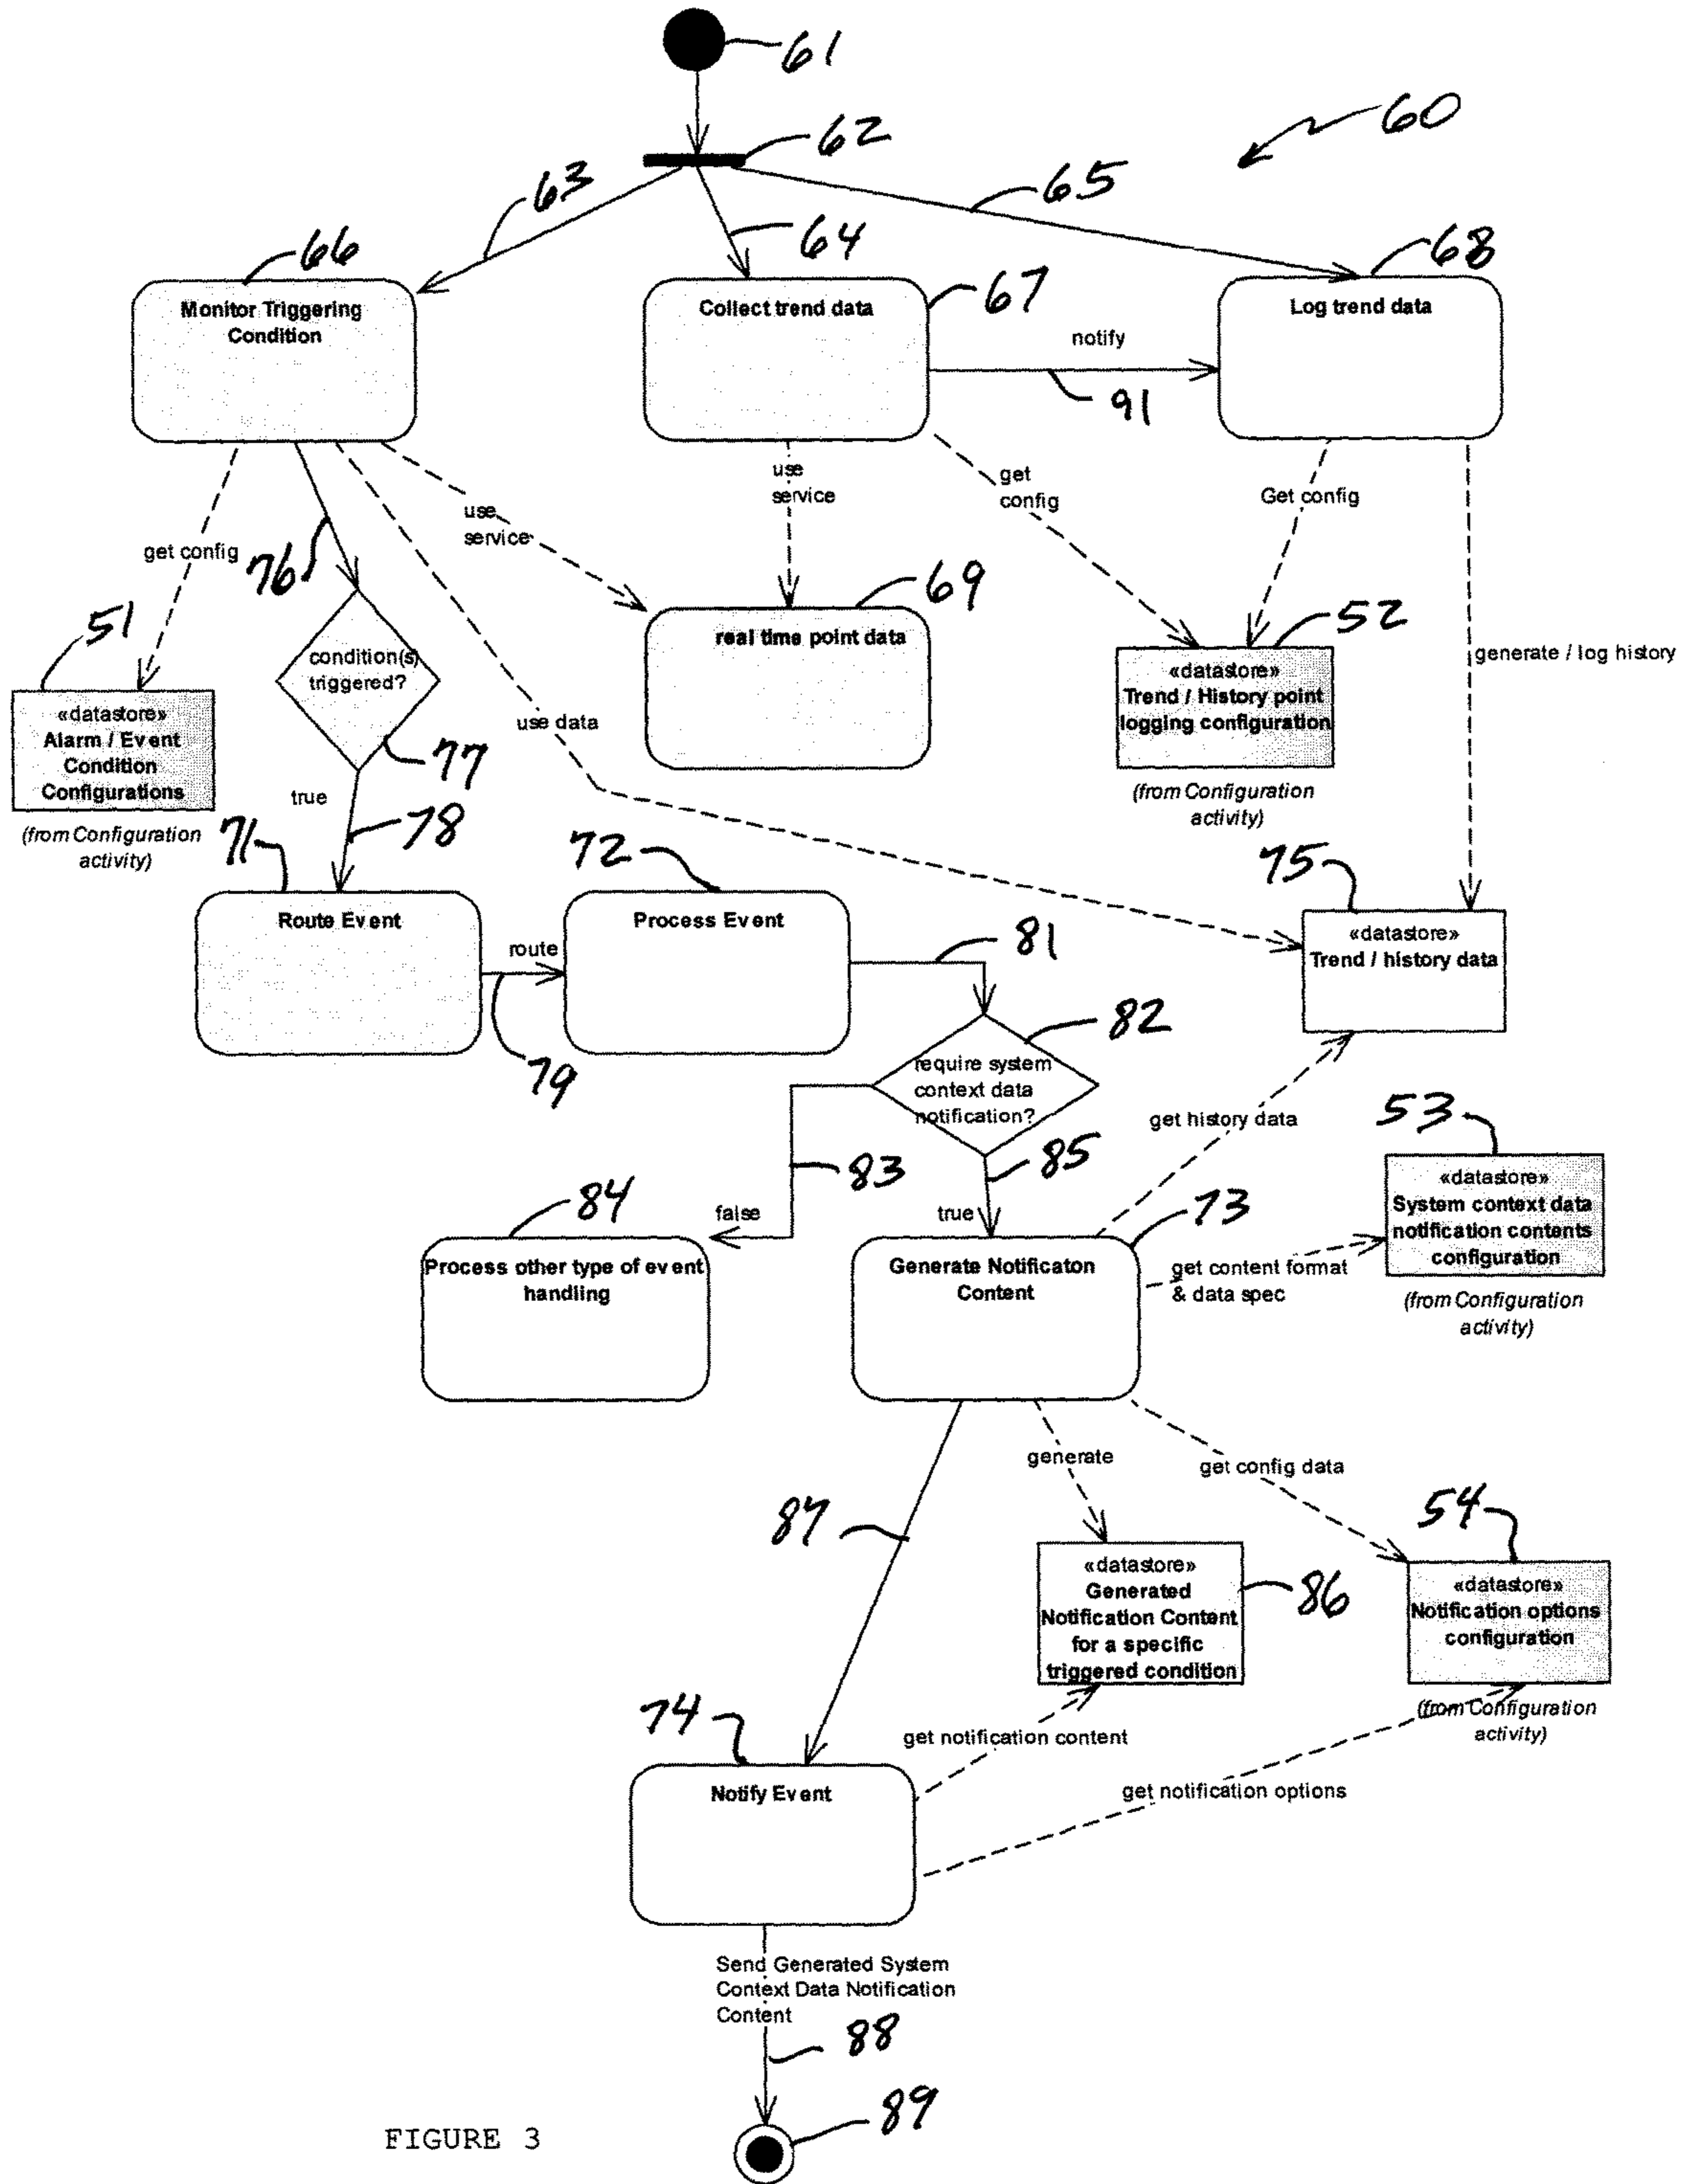 61
62
60
63
65
64
66
68
Monitor Triggering
Condition
Collect trend data
67
Log trend data
notify
91
use
service
get
config
Get config
use
service
get config
76
69
51
real time point data
52
condition(s)
triggered?
«datastore»
Trend / History point
logging configuration
generate / log history
«datastore»
Alarm / Event
Condition
Configurations
use data
77
(from Configuration
activity)
true
78
(from Configuration
activity)
71
72
75
Route Event
Process Event
81
«datastore»
Trend / history data
route
79
82
require system
context data
notification?
get history data
53
83
85
«datastore»
System context data
notification contents
configuration
84
false
true
73
Process other type of event
handling
Generate Notificaton
Content
get content format
& data spec
(from Configuration
activity)
generate
get config data
87
54
«datastore»
Generated
Notification Content
for a specific
triggered condition
86
«datastore»
Notification options
configuration
74
(from Configuration
activity)
get notification content
Notify Event
get notification options
Send Generated System
Context Data Notification
Content
88
89
FIGURE 3